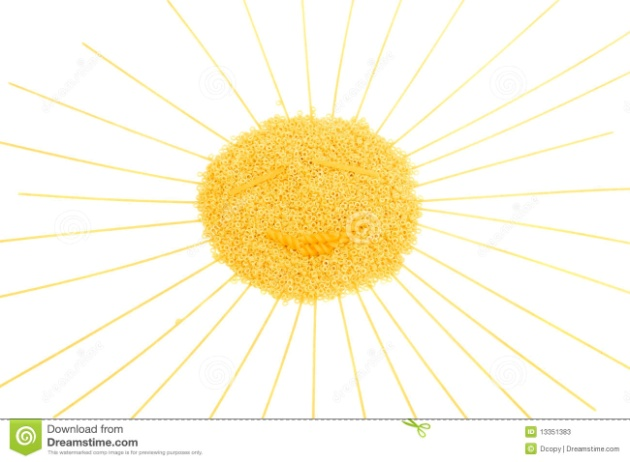 Download from
Dreamstime.com
This watermarked comp image is for previewing purposes only.
ID 13351383
© Dcopy | Dreamstime.com